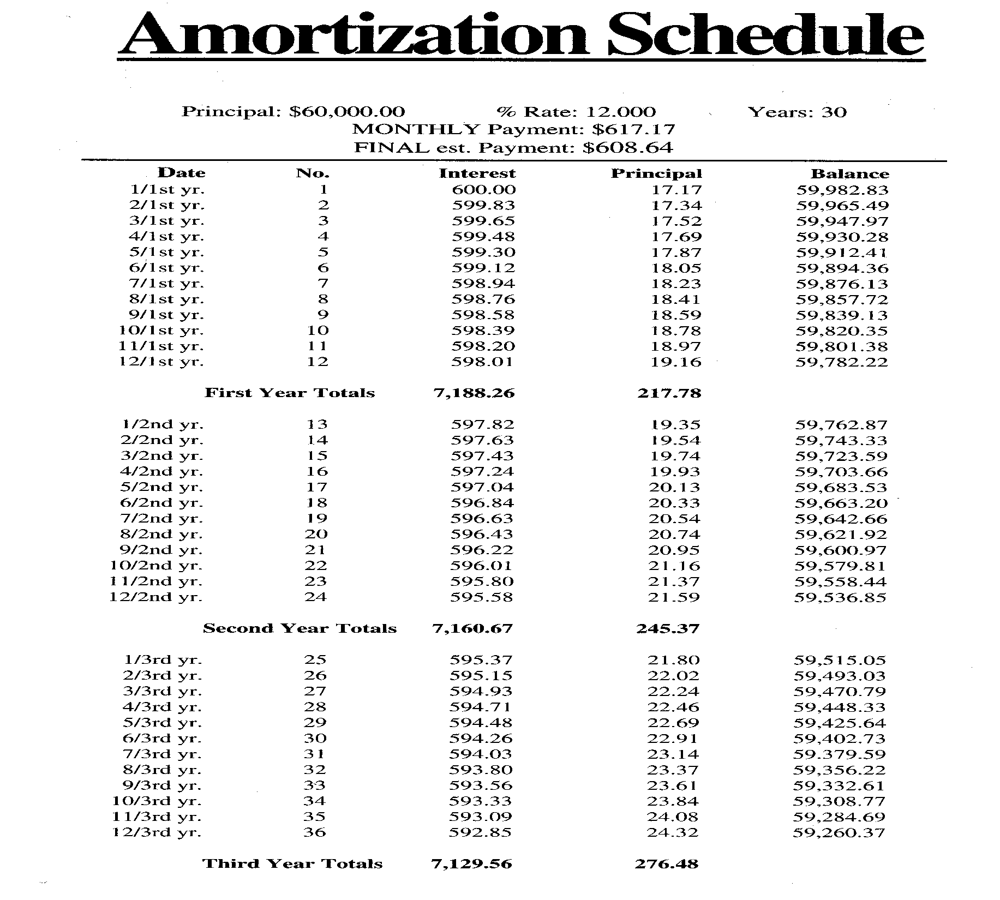 Amortization Schedule
Principal: $60,000.00 % Rate: 12.000 Years: 30
MONTHLY Payment: $617.17
FINAL est. Payment: $608.64
Date No. Interest Principal Balance
1/1st yr. 1 600.00 17.17 59,982.83
2/1st yr. 2 599.83 17.34 59,965.49
3/1st yr. 3 599.65 17.52 59,947.97
4/1st yr. 4 599.48 17.69 59,930.28
5/1st yr. 5 599.30 17.87 59,912.41
6/1st yr. 6 599.12 18.05 59,894.36
7/1st yr. 7 598.94 18.23 59,876.13
8/1st yr. 8 598.76 18.41 59,857.72
9/1st yr. 9 598.58 18.59 59,839.13
10/1st yr. 10 598.39 18.78 59,820.35
11/1st yr. 11 598.20 18.97 59,801.38
12/1st yr. 12 598.01 19.16 59,782.22
First Year Totals 7,188.26 217.78
1/2nd yr. 13 597.82 19.35 59,762.87
2/2nd yr. 14 597.63 19.54 59,743.33
3/2nd yr. 15 597.43 19.74 59,723.59
4/2nd yr. 16 597.24 19.93 59,703.66
5/2nd yr. 17 597.04 20.13 59,683.53
6/2nd yr. 18 596.84 20.33 59,663.20
7/2nd yr. 19 596.63 20.54 59,642.66
8/2nd yr. 20 596.43 20.74 59,621.92
9/2nd yr. 21 596.22 20.95 59,600.97
10/2nd yr. 22 596.01 21.16 59,579.81
11/2nd yr. 23 595.80 21.37 59,558.44
12/2nd yr. 24 595.58 21.59 59,536.85
Second Year Totals 7,160.67 245.37
1/3rd yr. 25 595.37 21.80 59,515.05
2/3rd yr. 26 595.15 22.02 59,493.03
3/3rd yr. 27 594.93 22.24 59,470.79
4/3rd yr. 28 594.71 22.46 59,448.33
5/3rd yr. 29 594.48 22.69 59,425.64
6/3rd yr. 30 594.26 22.91 59,402.73
7/3rd yr. 31 594.03 23.14 59.379.59
8/3rd yr. 32 593.80 23.37 59,356.22
9/3rd yr. 33 593.56 23.61 59,332.61
10/3rd yr. 34 593.33 23.84 59,308.77
11/3rd yr. 35 593.09 24.08 59,284.69
12/3rd yr. 36 592.85 24.32 59,260.37
Third Year Totals 7,129.56 276.48